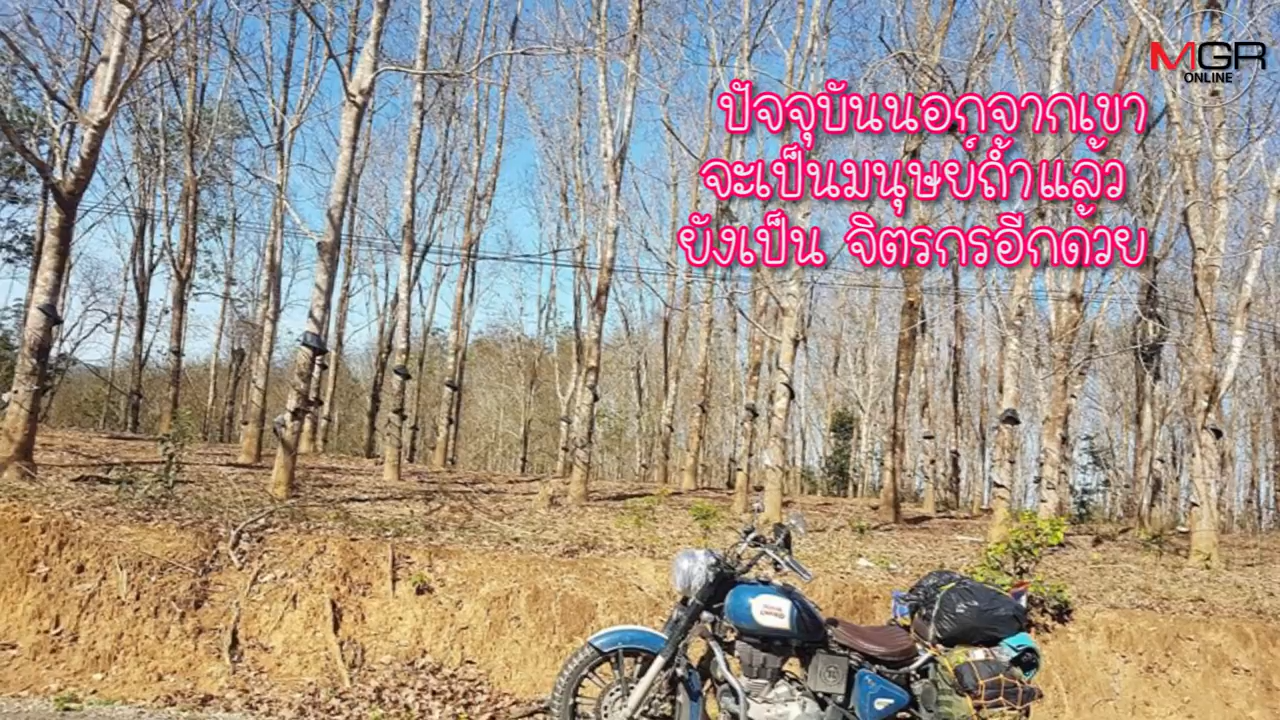 MGR
ONLINE
ปัจจุบันนอกจากเขา
จะเป็นมนุษย์ถ้ำแล้ว
ยังเป็น จิตรกรอีกด้วย
ROYAL
ENFIELD